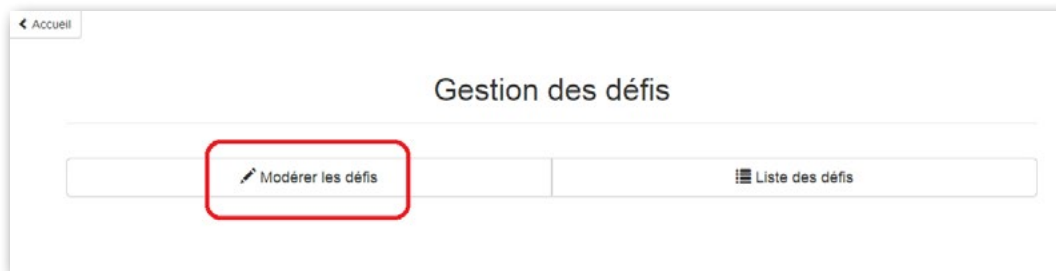 Accueil
Gestion des défis
Modérer les défis
Liste des défis